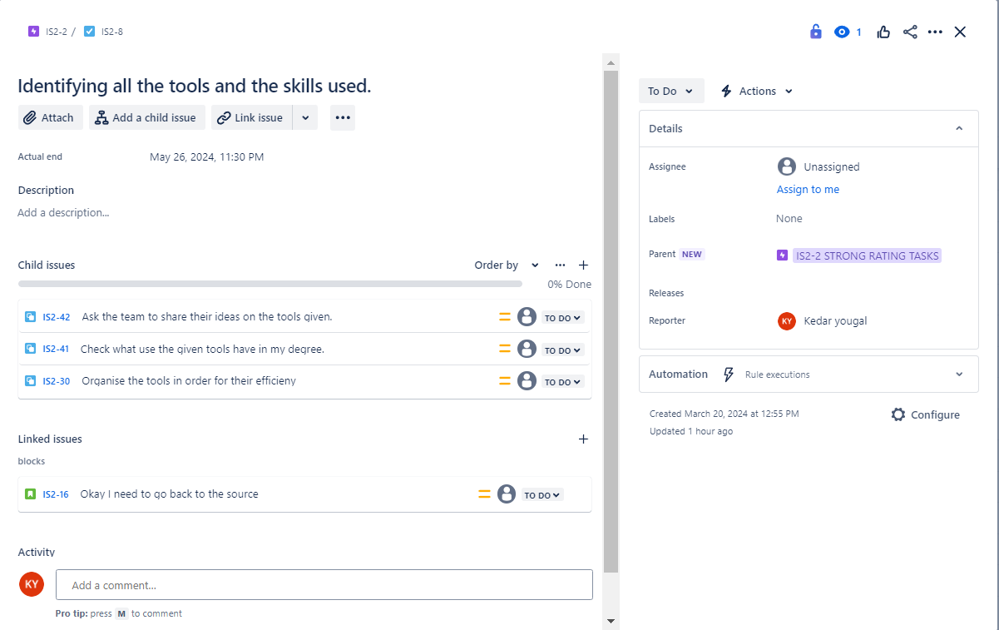 IS2-2 / IS2-8
1
Identifying all the tools and the skills used.
Attach Add a child issue Link issue
Actual end May 26, 2024, 11:30 PM
Description
Add a description...
Child issues Order by
0% Done
IS2-42 Ask the team to share their ideas on the tools given. TO DO
IS2-41 Check what use the given tools have in my degree. TO DO
IS2-30 Organise the tools in order for their efficieny TO DO
Linked issues
blocks
IS2-16 Okay I need to go back to the source TO DO
Activity
KY Add a comment...
Pro tip: press M to comment
To Do Actions
Details
Assignee Unassigned
Assign to me
Labels None
Parent NEW IS2-2 STRONG RATING TASKS
Releases
Reporter KY Kedar yougal
Automation Rule executions
Created March 20, 2024 at 12:55 PM Configure
Updated 1 hour ago